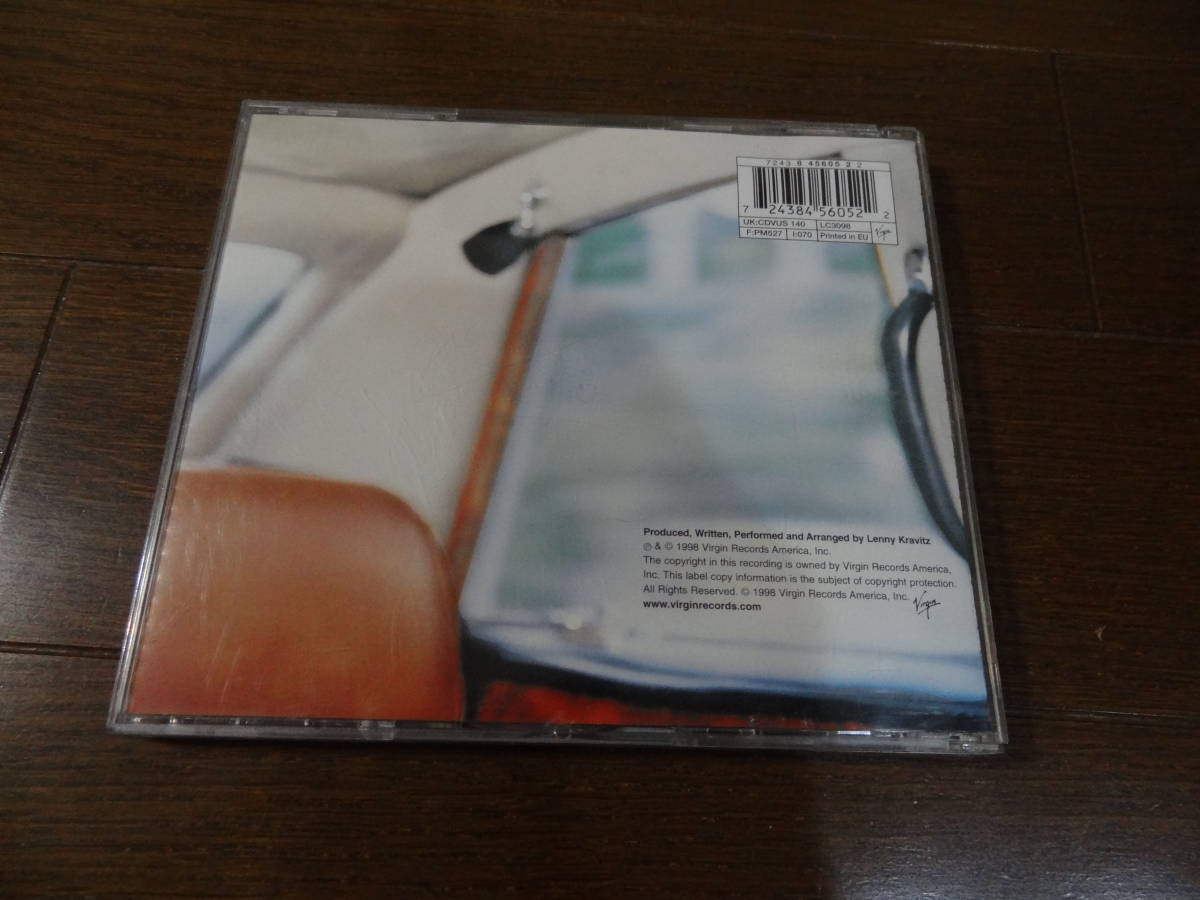 7243 8 45605 2 2
7 24384 56052 2
UK:CDVUS 140 LC3098
F:PM527 I:070 Printed in EU Virgin
Produced, Written, Performed and Arranged by Lenny Kravitz
℗ & © 1998 Virgin Records America, Inc.
The copyright in this recording is owned by Virgin Records America,
Inc. This label copy information is the subject of copyright protection.
All Rights Reserved. © 1998 Virgin Records America, Inc.
www.virginrecords.com Virgin